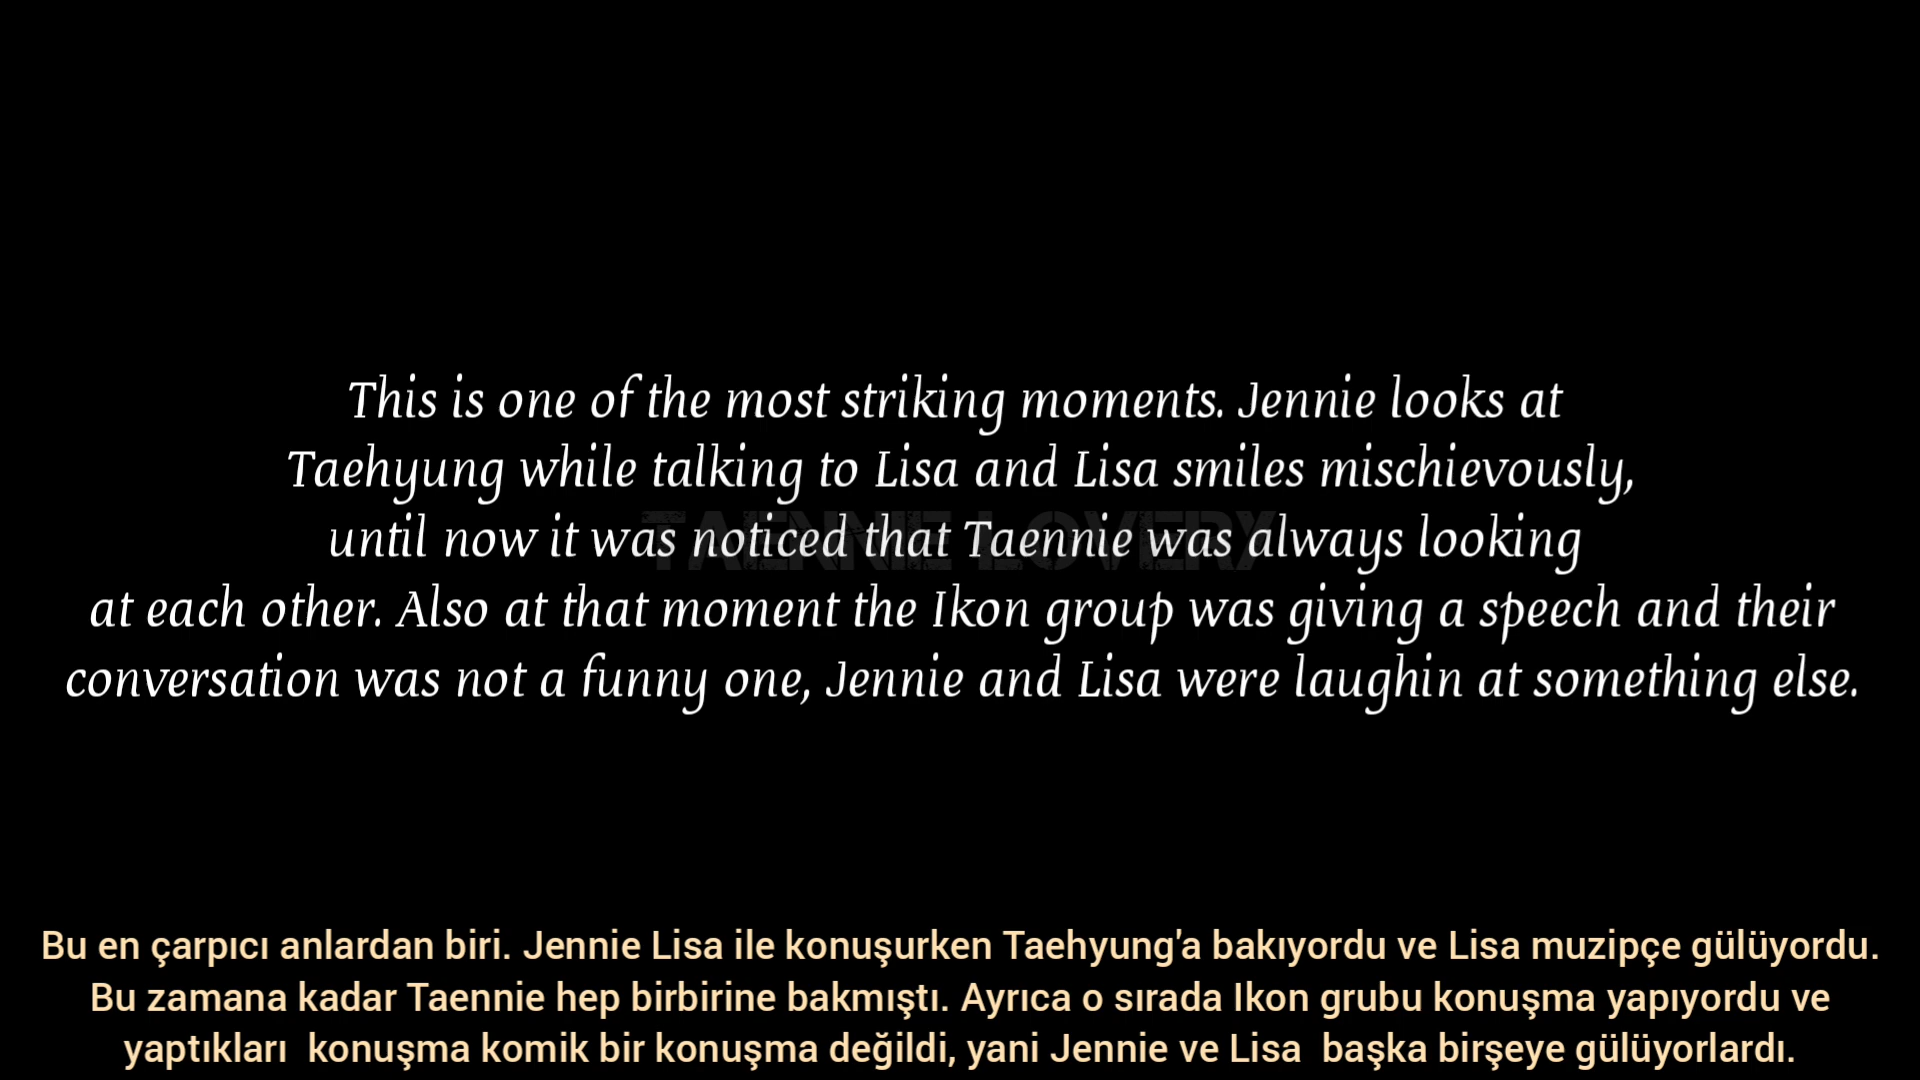 This is one of the most striking moments. Jennie looks at
Taehyung while talking to Lisa and Lisa smiles mischievously,
until now it was noticed that Taennie was always looking
TAENNIE LOVERX
at each other. Also at that moment the Ikon group was giving a speech and their
conversation was not a funny one, Jennie and Lisa were laughin at something else.
Bu en çarpıcı anlardan biri. Jennie Lisa ile konuşurken Taehyung'a bakıyordu ve Lisa muzipçe gülüyordu.
Bu zamana kadar Taennie hep birbirine bakmıştı. Ayrıca o sırada Ikon grubu konuşma yapıyordu ve
yaptıkları  konuşma komik bir konuşma değildi, yani Jennie ve Lisa  başka birşeye gülüyorlardı.